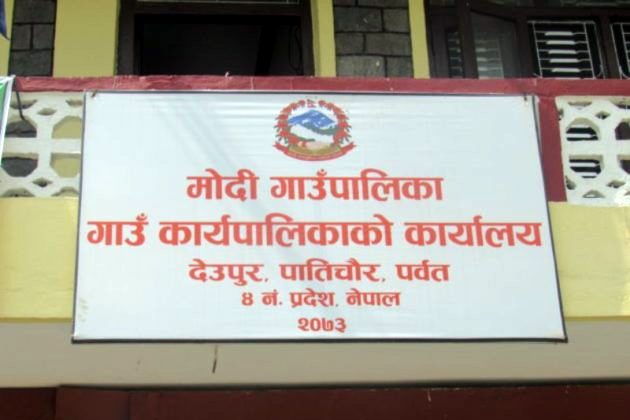 मोदी गाउँपालिका
गाउँ कार्यपालिकाको कार्यालय
देउपुर, पातिचौर, पर्वत
४ नं. प्रदेश, नेपाल
२०७३